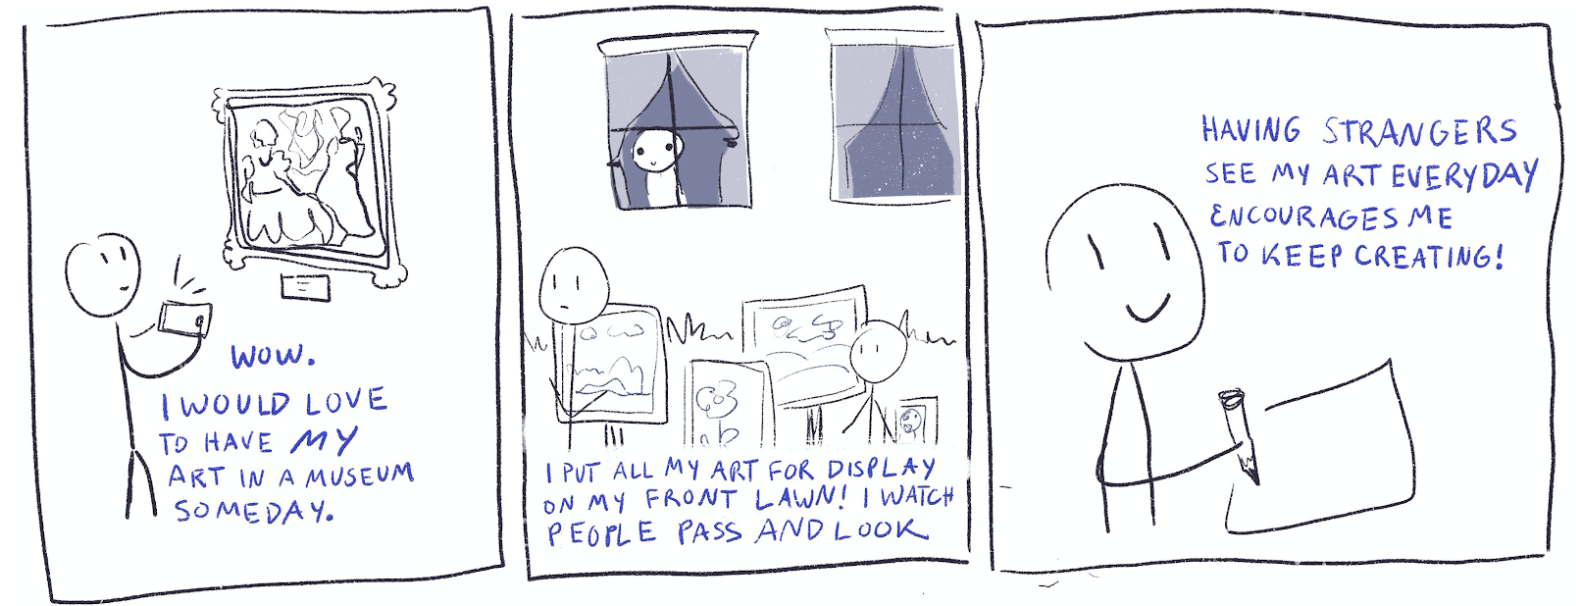 WOW.
I WOULD LOVE
TO HAVE MY
ART IN A MUSEUM
SOMEDAY.
I PUT ALL MY ART FOR DISPLAY
ON MY FRONT LAWN! I WATCH
PEOPLE PASS AND LOOK
HAVING STRANGERS
SEE MY ART EVERYDAY
ENCOURAGES ME
TO KEEP CREATING!